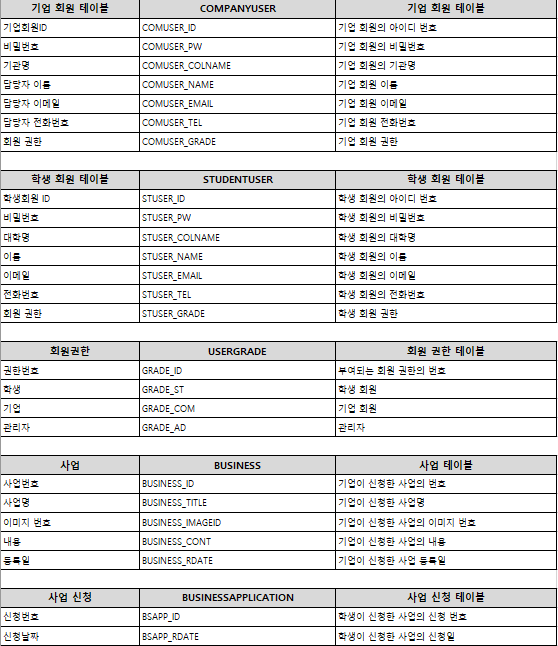 기업 회원 테이블 COMPANYUSER 기업 회원 테이블
기업회원ID COMUSER_ID 기업 회원의 아이디 번호
비밀번호 COMUSER_PW 기업 회원의 비밀번호
기관명 COMUSER_COLNAME 기업 회원의 기관명
담당자 이름 COMUSER_NAME 기업 회원 이름
담당자 이메일 COMUSER_EMAIL 기업 회원 이메일
담당자 전화번호 COMUSER_TEL 기업 회원 전화번호
회원 권한 COMUSER_GRADE 기업 회원 권한
학생 회원 테이블 STUDENTUSER 학생 회원 테이블
학생회원 ID STUSER_ID 학생 회원의 아이디 번호
비밀번호 STUSER_PW 학생 회원의 비밀번호
대학명 STUSER_COLNAME 학생 회원의 대학명
이름 STUSER_NAME 학생 회원의 이름
이메일 STUSER_EMAIL 학생 회원의 이메일
전화번호 STUSER_TEL 학생 회원의 전화번호
회원 권한 STUSER_GRADE 학생 회원 권한
회원권한 USERGRADE 회원 권한 테이블
권한번호 GRADE_ID 부여되는 회원 권한의 번호
학생 GRADE_ST 학생 회원
기업 GRADE_COM 기업 회원
관리자 GRADE_AD 관리자
사업 BUSINESS 사업 테이블
사업번호 BUSINESS_ID 기업이 신청한 사업의 번호
사업명 BUSINESS_TITLE 기업이 신청한 사업명
이미지 번호 BUSINESS_IMAGEID 기업이 신청한 사업의 이미지 번호
내용 BUSINESS_CONT 기업이 신청한 사업의 내용
등록일 BUSINESS_RDATE 기업이 신청한 사업 등록일
사업 신청 BUSINESSAPPLICATION 사업 신청 테이블
신청번호 BSAPP_ID 학생이 신청한 사업의 신청 번호
신청날짜 BSAPP_RDATE 학생이 신청한 사업의 신청일